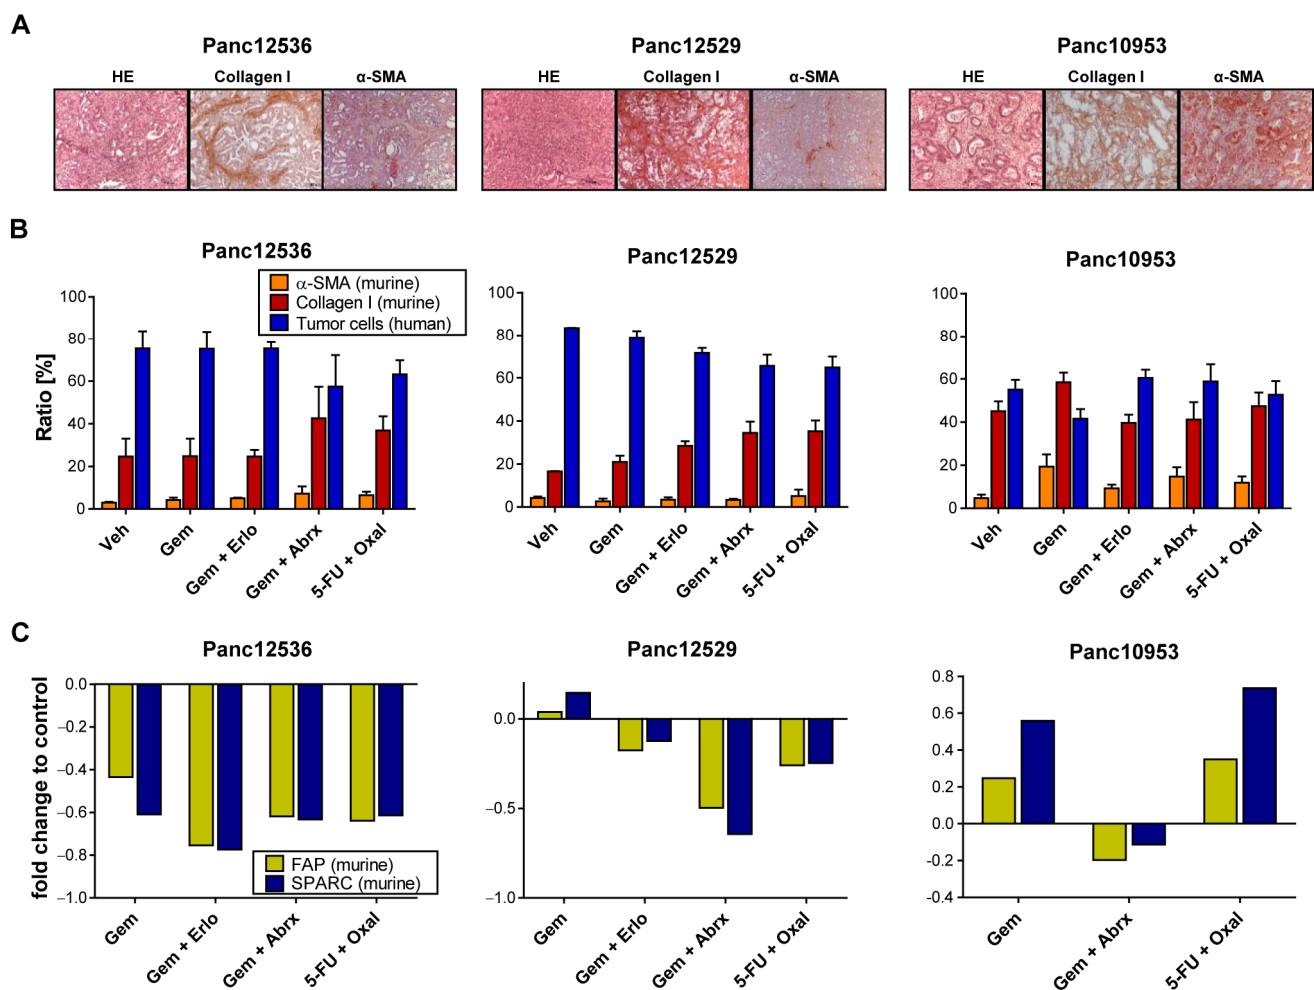 A
Panc12536
Panc12529
Panc10953
HE
Collagen I
α-SMA
HE
Collagen I
α-SMA
HE
Collagen I
α-SMA
B
Panc12536
Panc12529
Panc10953
α-SMA (murine)
Collagen I (murine)
Tumor cells (human)
Ratio [%]
100
80
60
40
20
0
Veh
Gem
Gem + Erlo
Gem + Abrx
5-FU + Oxal
100
80
60
40
20
0
Veh
Gem
Gem + Erlo
Gem + Abrx
5-FU + Oxal
100
80
60
40
20
0
Veh
Gem
Gem + Erlo
Gem + Abrx
5-FU + Oxal
C
Panc12536
Panc12529
Panc10953
fold change to control
0.0
−0.2
−0.4
−0.6
−0.8
−1.0
FAP (murine)
SPARC (murine)
Gem
Gem + Erlo
Gem + Abrx
5-FU + Oxal
0.0
−0.5
−1.0
Gem
Gem + Erlo
Gem + Abrx
5-FU + Oxal
0.8
0.6
0.4
0.2
0.0
-0.2
-0.4
Gem
Gem + Abrx
5-FU + Oxal